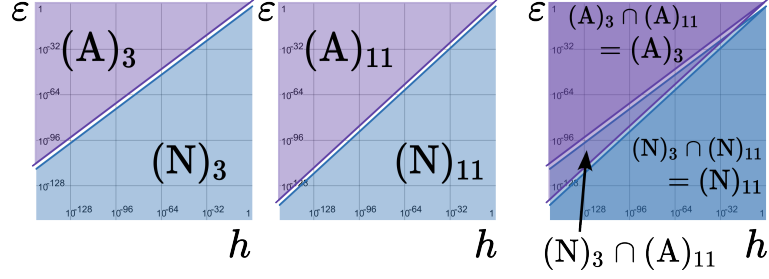 ε
1
10⁻³²
10⁻⁶⁴
10⁻⁹⁶
10⁻¹²⁸
(A)₃
(N)₃
10⁻¹²⁸ 10⁻⁹⁶ 10⁻⁶⁴ 10⁻³² 1
h
ε
1
10⁻³²
10⁻⁶⁴
10⁻⁹⁶
10⁻¹²⁸
(A)₁₁
(N)₁₁
10⁻¹²⁸ 10⁻⁹⁶ 10⁻⁶⁴ 10⁻³² 1
h
ε
1
10⁻³²
10⁻⁶⁴
10⁻⁹⁶
10⁻¹²⁸
(A)₃ ∩ (A)₁₁
= (A)₃
(N)₃ ∩ (N)₁₁
= (N)₁₁
10⁻¹²⁸ 10⁻⁹⁶ 10⁻⁶⁴ 10⁻³² 1
h
(N)₃ ∩ (A)₁₁